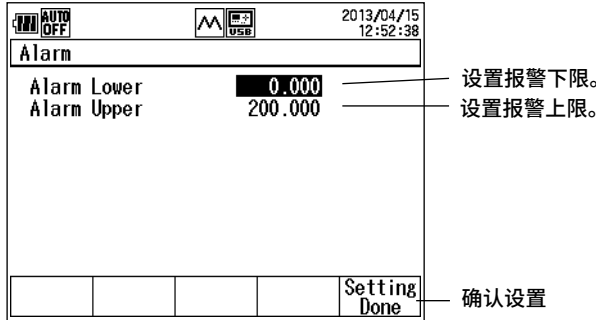 AUTO OFF
USB
2013/04/15
12:52:38
Alarm
Alarm Lower 0.000 设置报警下限。
Alarm Upper 200.000 设置报警上限。
Setting
Done 确认设置